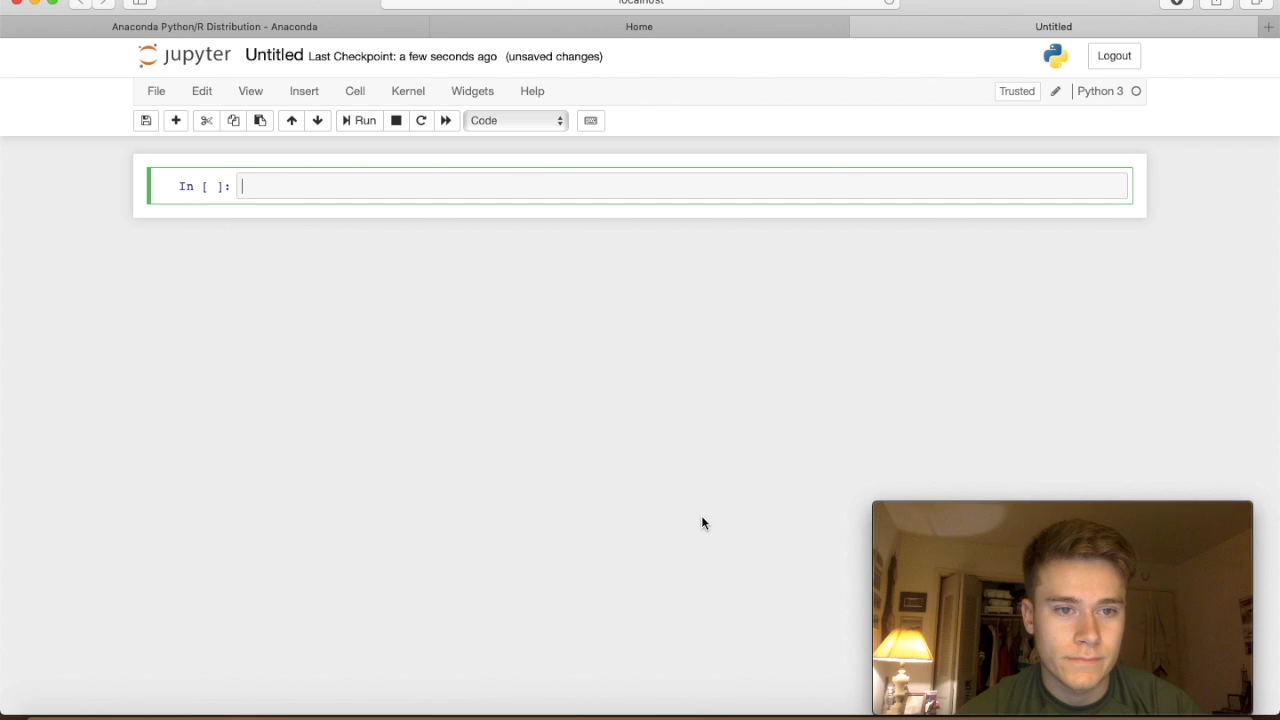 localhost
Anaconda Python/R Distribution - Anaconda
Home
Untitled
jupyter Untitled Last Checkpoint: a few seconds ago (unsaved changes)
Logout
File Edit View Insert Cell Kernel Widgets Help
Trusted Python 3
Run Code
In [ ]: